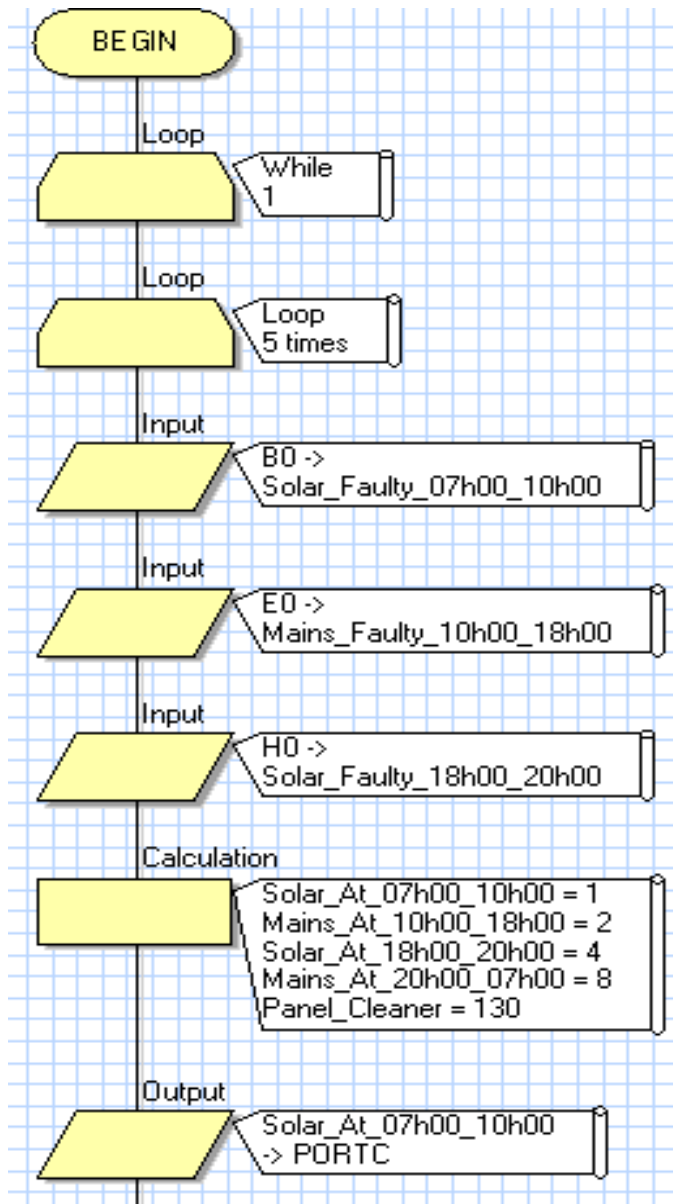 BEGIN
Loop
While
1
Loop
Loop
5 times
Input
B0 ->
Solar_Faulty_07h00_10h00
Input
E0 ->
Mains_Faulty_10h00_18h00
Input
H0 ->
Solar_Faulty_18h00_20h00
Calculation
Solar_At_07h00_10h00 = 1
Mains_At_10h00_18h00 = 2
Solar_At_18h00_20h00 = 4
Mains_At_20h00_07h00 = 8
Panel_Cleaner = 130
Output
Solar_At_07h00_10h00
-> PORTC